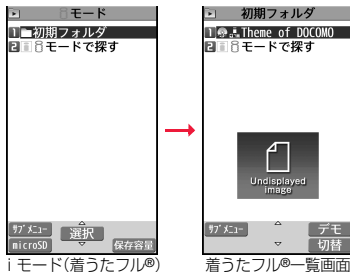 iモード
1 初期フォルダ
2 iモードで探す
ｻﾌﾞﾒﾆｭｰ
選択
microSD
保存容量
iモード(着うたフル®)
初期フォルダ
1 Theme of DOCOMO
2 iモードで探す
Undisplayed
image
ｻﾌﾞﾒﾆｭｰ
デモ
切替
着うたフル®一覧画面